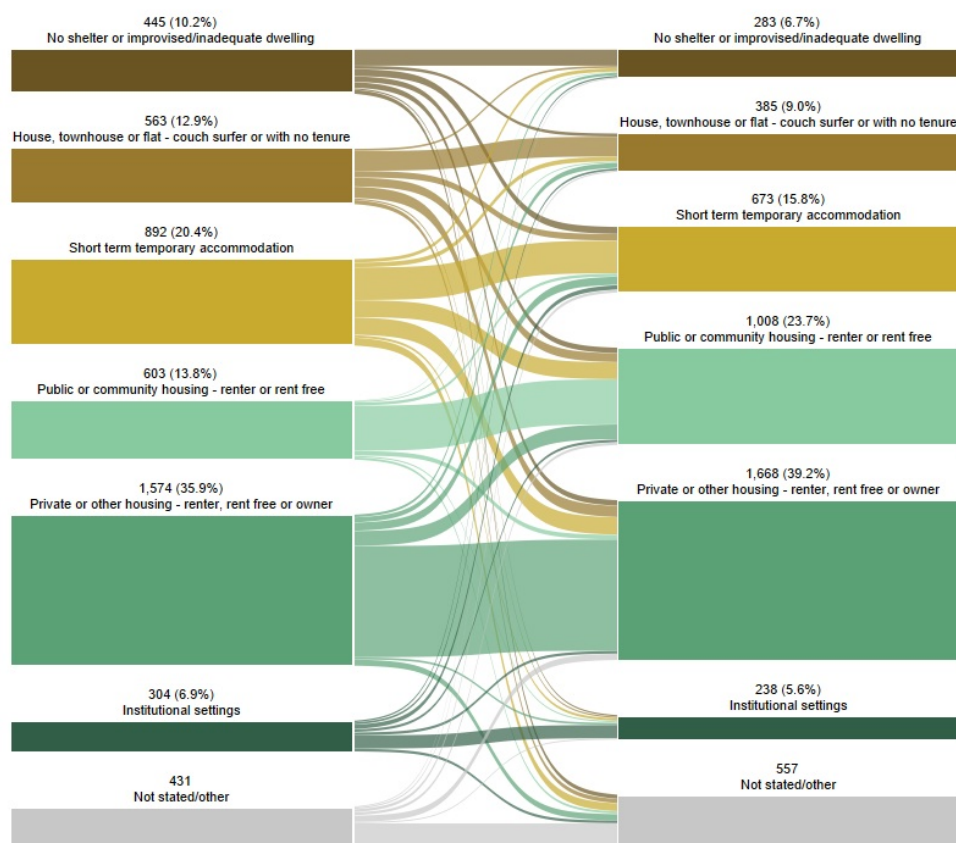 445 (10.2%)
No shelter or improvised/inadequate dwelling
563 (12.9%)
House, townhouse or flat - couch surfer or with no tenure
892 (20.4%)
Short term temporary accommodation
603 (13.8%)
Public or community housing - renter or rent free
1,574 (35.9%)
Private or other housing - renter, rent free or owner
304 (6.9%)
Institutional settings
431
Not stated/other
283 (6.7%)
No shelter or improvised/inadequate dwelling
385 (9.0%)
House, townhouse or flat - couch surfer or with no tenure
673 (15.8%)
Short term temporary accommodation
1,008 (23.7%)
Public or community housing - renter or rent free
1,668 (39.2%)
Private or other housing - renter, rent free or owner
238 (5.6%)
Institutional settings
557
Not stated/other